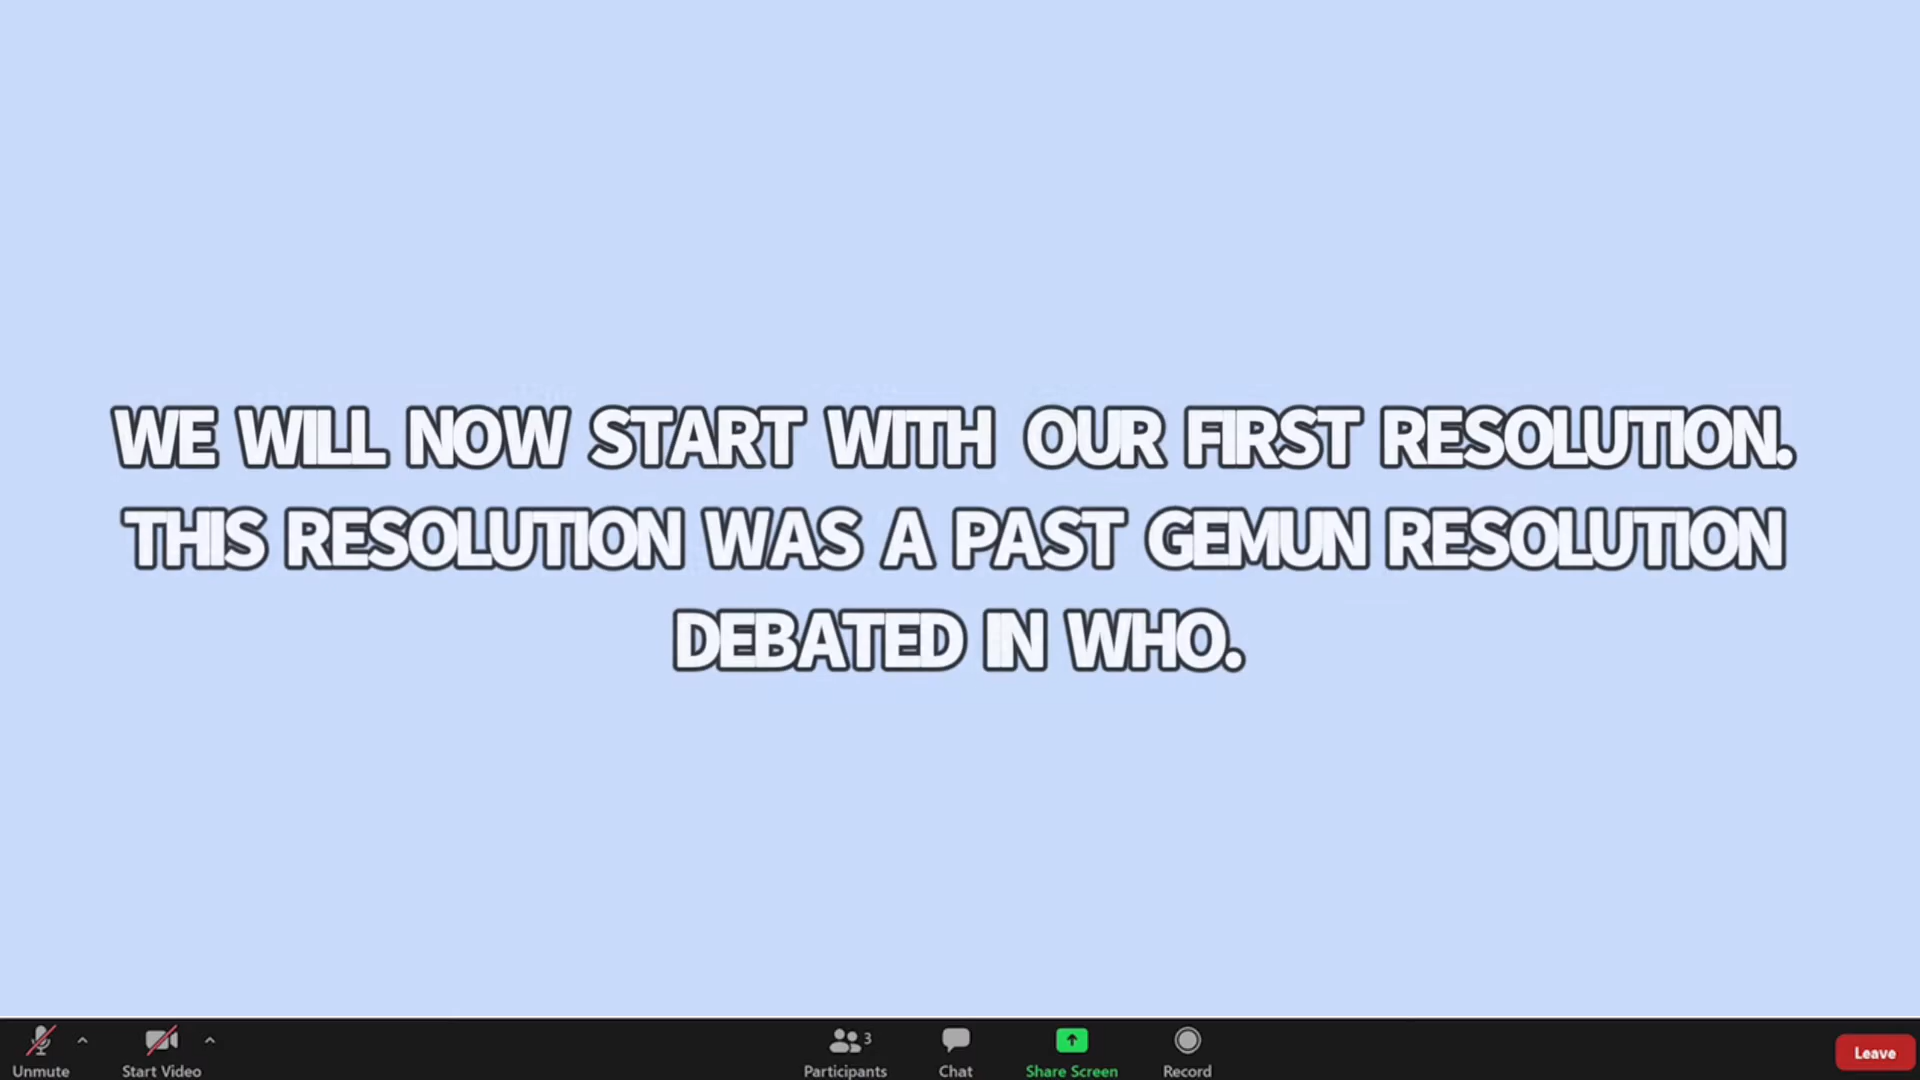 WE WILL NOW START WITH OUR FIRST RESOLUTION.
THIS RESOLUTION WAS A PAST GEMUN RESOLUTION
DEBATED IN WHO.
3
Unmute
Start Video
Participants
Chat
Share Screen
Record
Leave